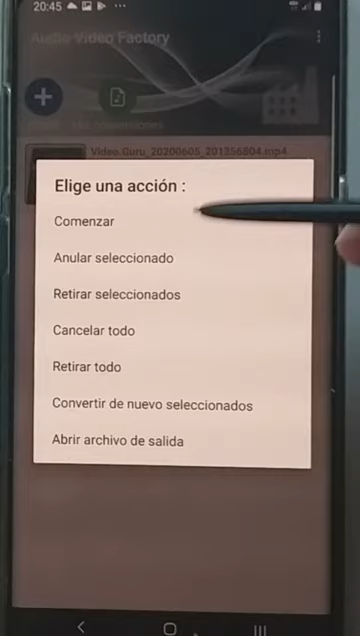 20:45
Audio Video Factory
Video.Guru_20200605_201356804.mp4
Elige una acción :
Comenzar
Anular seleccionado
Retirar seleccionados
Cancelar todo
Retirar todo
Convertir de nuevo seleccionados
Abrir archivo de salida